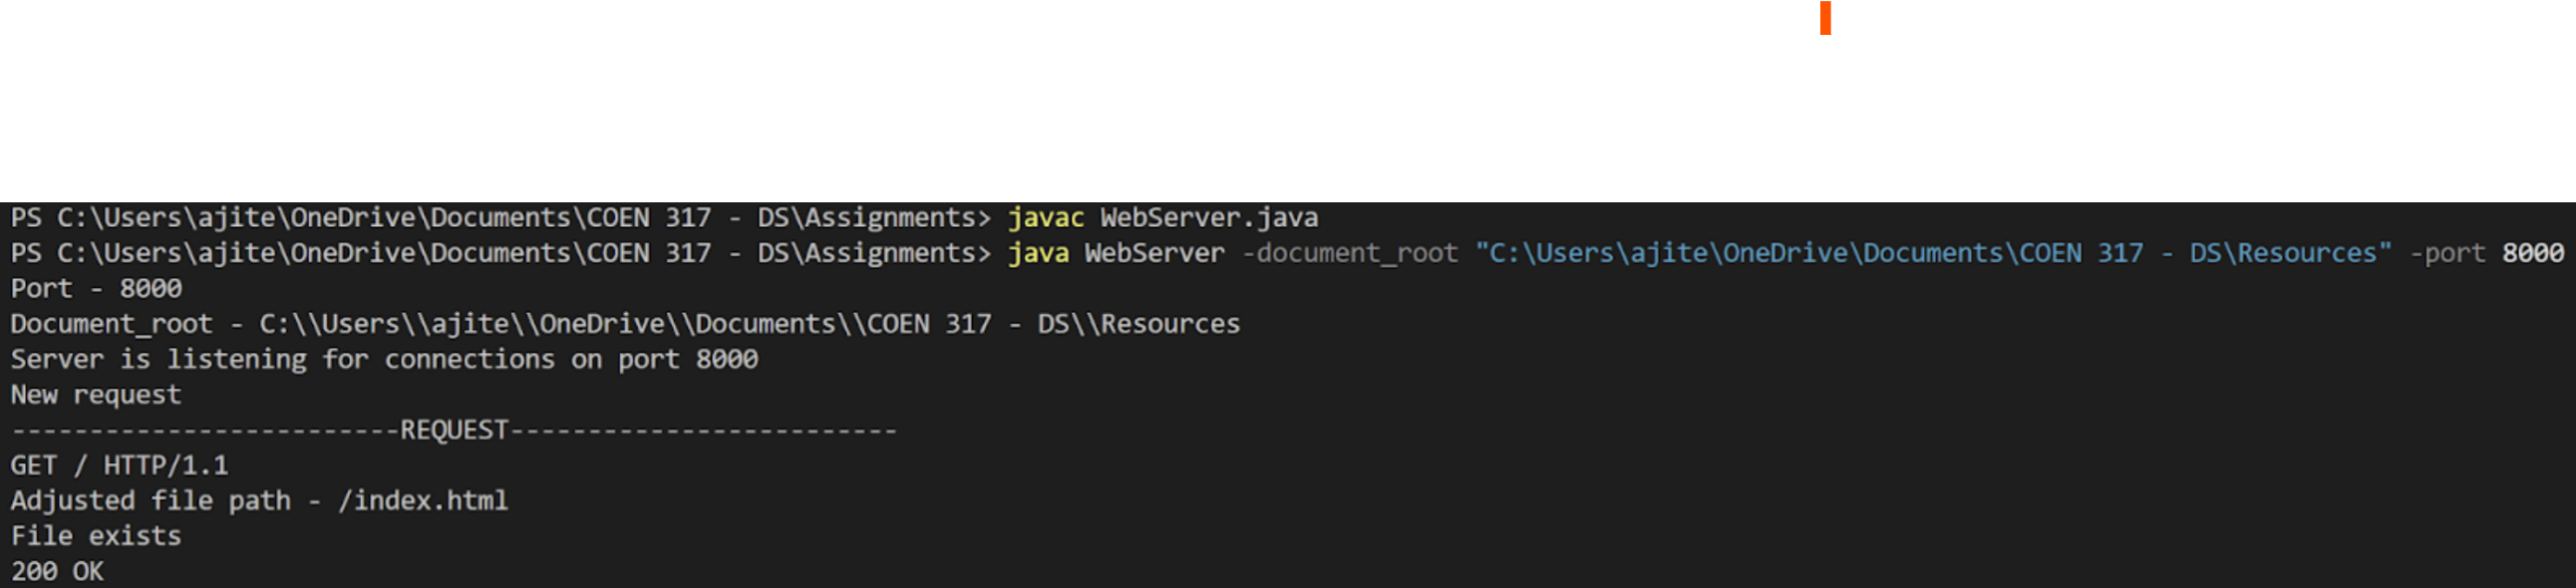 PS C:\Users\ajite\OneDrive\Documents\COEN 317 - DS\Assignments> javac WebServer.java
PS C:\Users\ajite\OneDrive\Documents\COEN 317 - DS\Assignments> java WebServer -document_root "C:\Users\ajite\OneDrive\Documents\COEN 317 - DS\Resources" -port 8000
Port - 8000
Document_root - C:\\Users\\ajite\\OneDrive\\Documents\\COEN 317 - DS\\Resources
Server is listening for connections on port 8000
New request
-------------------------REQUEST-------------------------
GET / HTTP/1.1
Adjusted file path - /index.html
File exists
200 OK